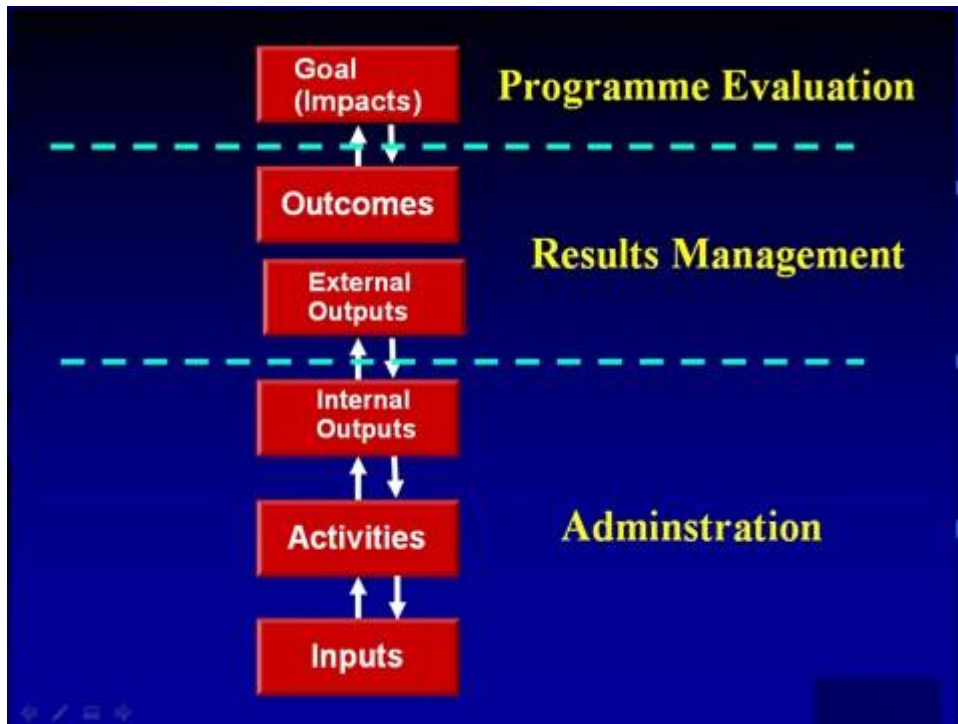 Goal
(Impacts)
Programme Evaluation
Outcomes
Results Management
External
Outputs
Internal
Outputs
Activities
Adminstration
Inputs